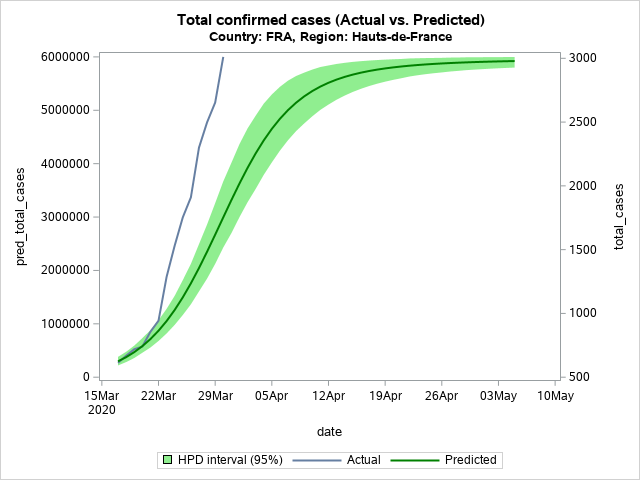 Total confirmed cases (Actual vs. Predicted)
Country: FRA, Region: Hauts-de-France
pred_total_cases
6000000
5000000
4000000
3000000
2000000
1000000
0
3000
2500
2000
1500
1000
500
total_cases
15Mar 22Mar 29Mar 05Apr 12Apr 19Apr 26Apr 03May 10May
2020
date
HPD interval (95%) Actual Predicted